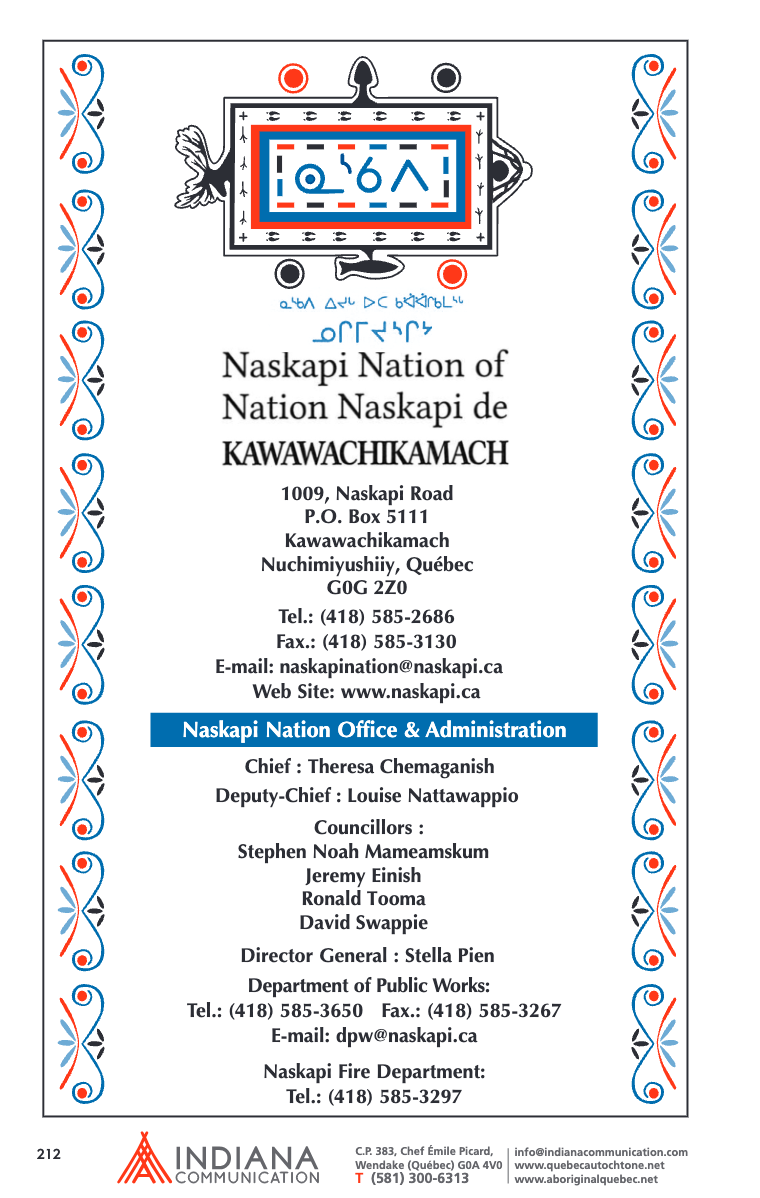 ᓇᔅᑲᐱ
ᓄᒋᒥᔪᔅᒋᔾ
Naskapi Nation of
Nation Naskapi de
KAWAWACHIKAMACH
1009, Naskapi Road
P.O. Box 5111
Kawawachikamach
Nuchimiyushiiy, Québec
G0G 2Z0
Tel.: (418) 585-2686
Fax.: (418) 585-3130
E-mail: naskapination@naskapi.ca
Web Site: www.naskapi.ca
Naskapi Nation Office & Administration
Chief : Theresa Chemaganish
Deputy-Chief : Louise Nattawappio
Councillors :
Stephen Noah Mameamskum
Jeremy Einish
Ronald Tooma
David Swappie
Director General : Stella Pien
Department of Public Works:
Tel.: (418) 585-3650 Fax.: (418) 585-3267
E-mail: dpw@naskapi.ca
Naskapi Fire Department:
Tel.: (418) 585-3297
212
INDIANA
COMMUNICATION
C.P. 383, Chef Émile Picard,
Wendake (Québec) G0A 4V0
T (581) 300-6313
info@indianacommunication.com
www.quebecautochtone.net
www.aboriginalquebec.net